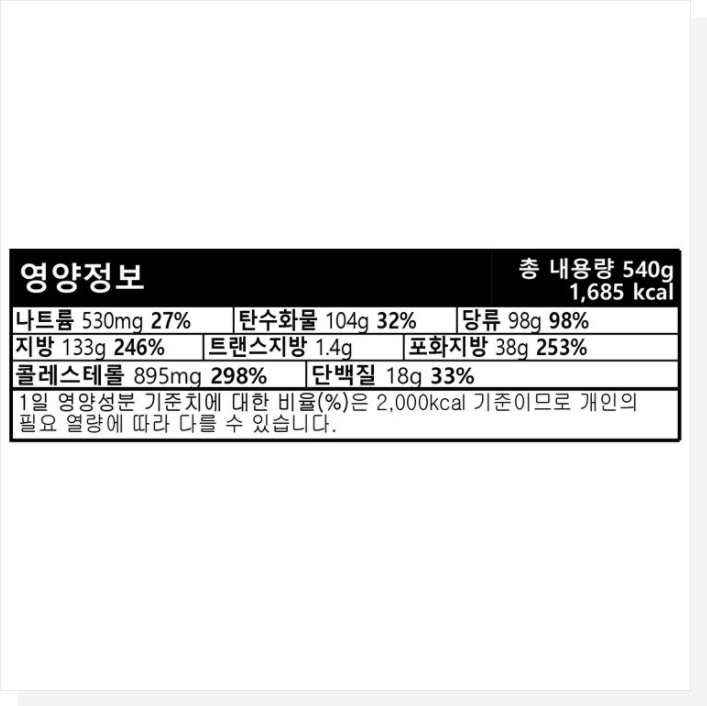 영양정보
총 내용량 540g
1,685 kcal
나트륨 530mg 27% 탄수화물 104g 32% 당류 98g 98%
지방 133g 246% 트랜스지방 1.4g 포화지방 38g 253%
콜레스테롤 895mg 298% 단백질 18g 33%
1일 영양성분 기준치에 대한 비율(%)은 2,000kcal 기준이므로 개인의
필요 열량에 따라 다를 수 있습니다.